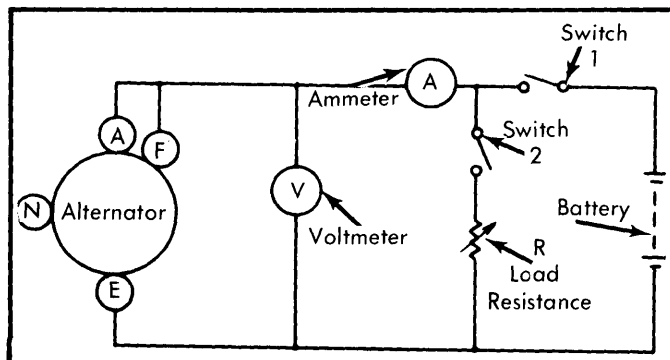 Switch
1
Ammeter
A
Switch
2
A
F
N
Alternator
V
Battery
Voltmeter
R
Load
Resistance
E